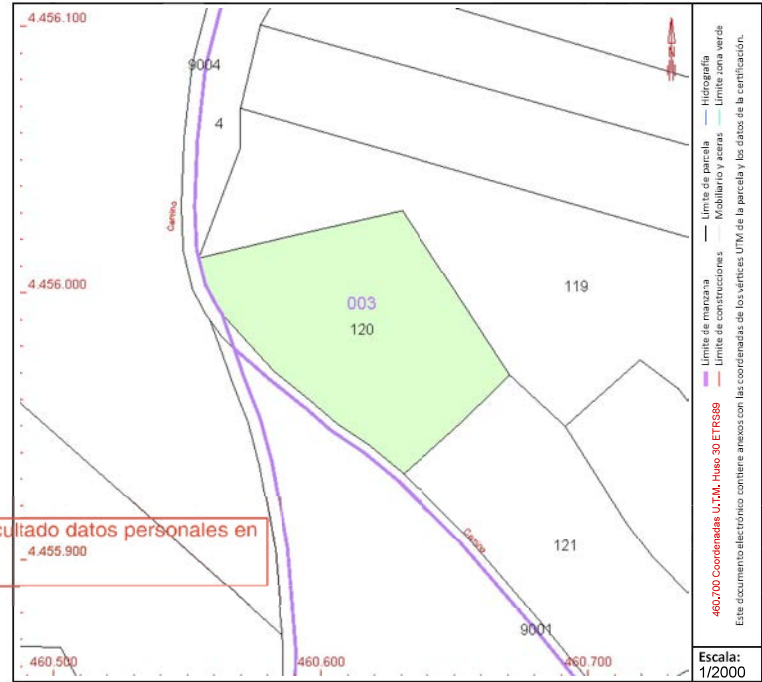 4.456.100
9004
4
Camino
4.456.000
119
003
120
cultado datos personales en
4.455.900
Camino
121
9001
460.500
460.600
460.700
Límite de manzana
Límite de parcela
Hidrografía
460.700 Coordenadas U.T.M. Huso 30 ETRS89
Límite de construcciones
Mobiliario y aceras
Límite zona verde
Este documento electrónico contiene anexos con las coordenadas de los vértices UTM de la parcela y los datos de la certificación.
Escala:
1/2000